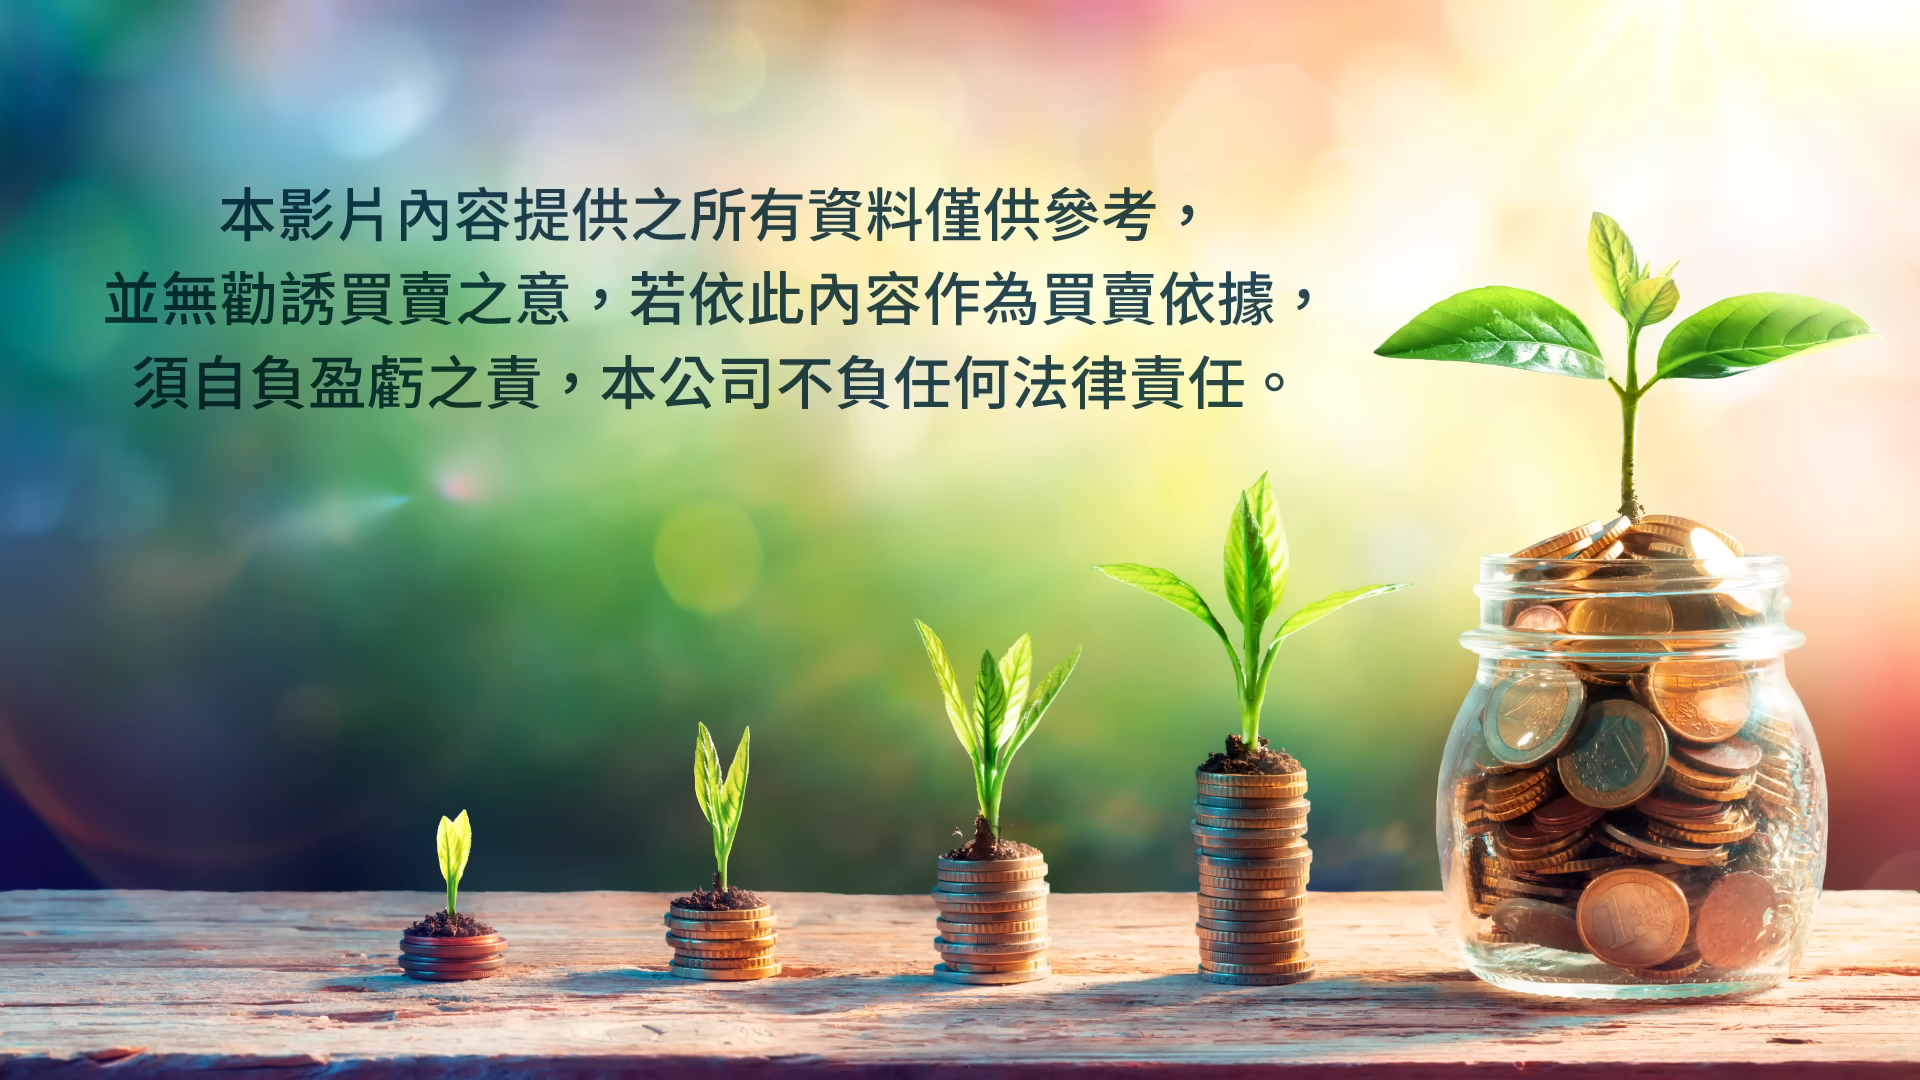 本影片內容提供之所有資料僅供參考，
並無勸誘買賣之意，若依此內容作為買賣依據，
須自負盈虧之責，本公司不負任何法律責任。